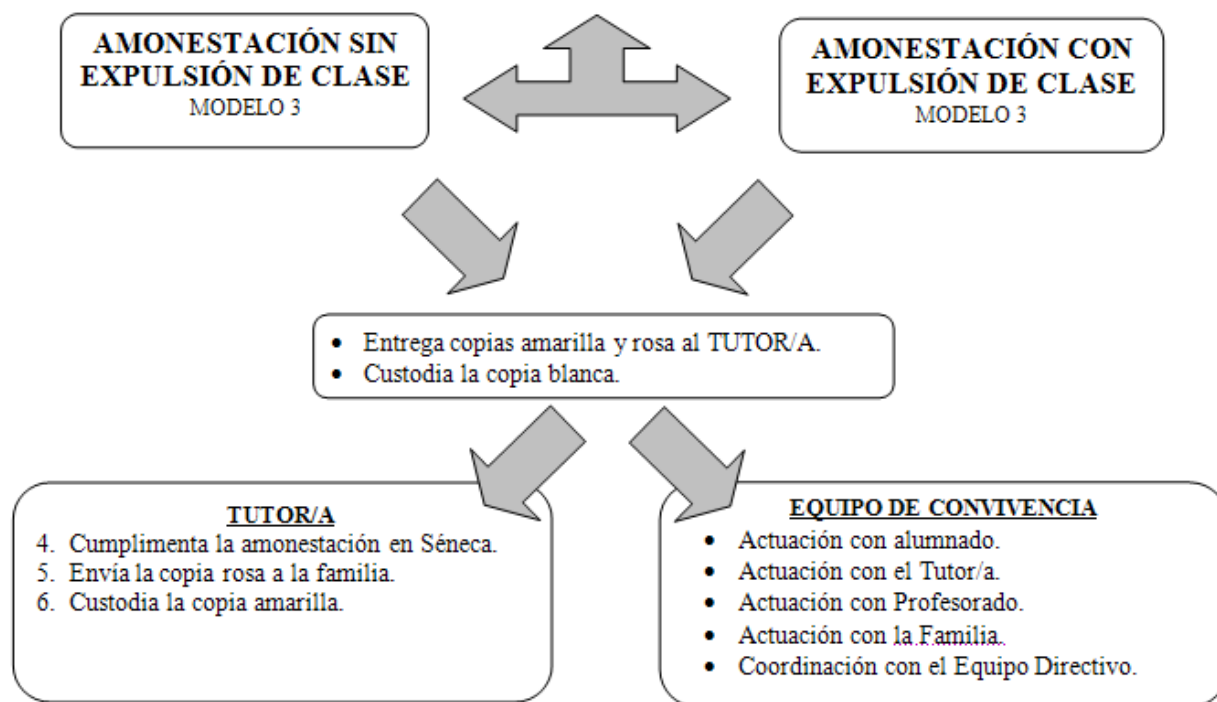 AMONESTACIÓN SIN
EXPULSIÓN DE CLASE
MODELO 3
AMONESTACIÓN CON
EXPULSIÓN DE CLASE
MODELO 3
• Entrega copias amarilla y rosa al TUTOR/A.
• Custodia la copia blanca.
TUTOR/A
4. Cumplimenta la amonestación en Séneca.
5. Envía la copia rosa a la familia.
6. Custodia la copia amarilla.
EQUIPO DE CONVIVENCIA
• Actuación con alumnado.
• Actuación con el Tutor/a.
• Actuación con Profesorado.
• Actuación con la Familia.
• Coordinación con el Equipo Directivo.